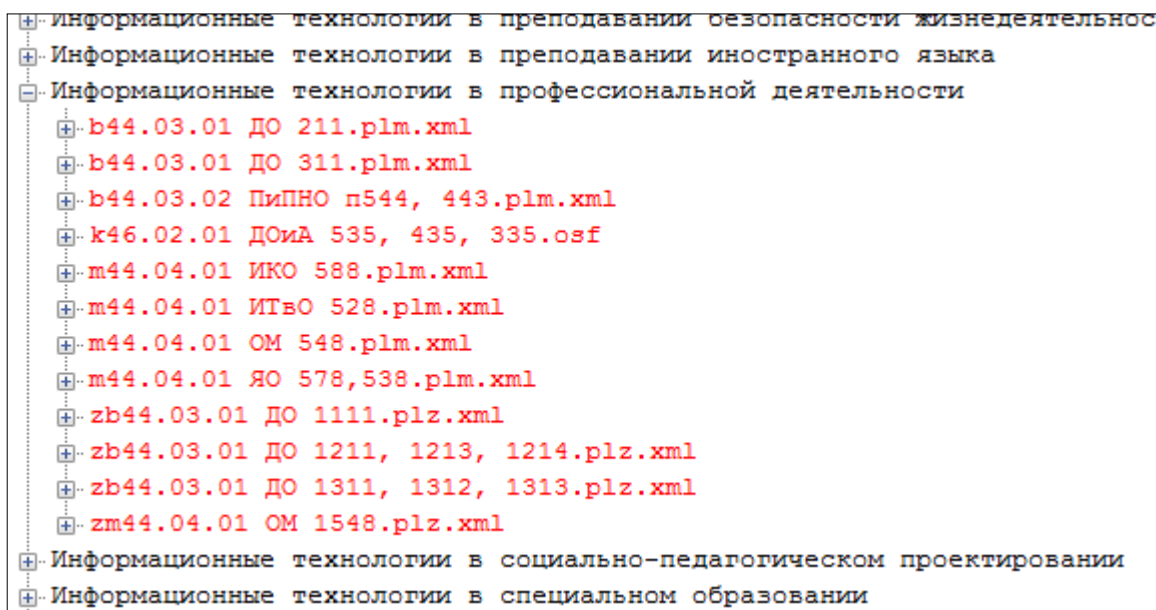 Информационные технологии в преподавании безопасности жизнедеятельнос
Информационные технологии в преподавании иностранного языка
Информационные технологии в профессиональной деятельности
b44.03.01 ДО 211.plm.xml
b44.03.01 ДО 311.plm.xml
b44.03.02 ПиПНО п544, 443.plm.xml
k46.02.01 ДОиА 535, 435, 335.osf
m44.04.01 ИКО 588.plm.xml
m44.04.01 ИТвО 528.plm.xml
m44.04.01 ОМ 548.plm.xml
m44.04.01 ЯО 578,538.plm.xml
zb44.03.01 ДО 1111.plz.xml
zb44.03.01 ДО 1211, 1213, 1214.plz.xml
zb44.03.01 ДО 1311, 1312, 1313.plz.xml
zm44.04.01 ОМ 1548.plz.xml
Информационные технологии в социально-педагогическом проектировании
Информационные технологии в специальном образовании